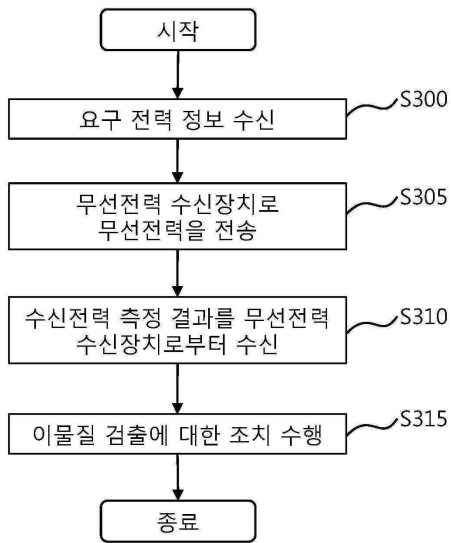 시작
요구 전력 정보 수신
S300
무선전력 수신장치로
무선전력을 전송
S305
수신전력 측정 결과를 무선전력
수신장치로부터 수신
S310
이물질 검출에 대한 조치 수행
S315
종료